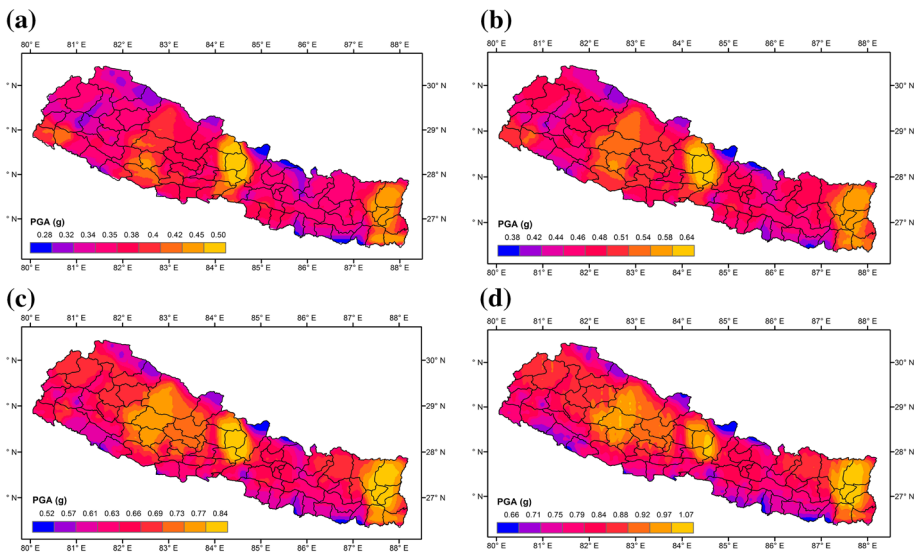 (a) (b)
80° E 81° E 82° E 83° E 84° E 85° E 86° E 87° E 88° E
80° E 81° E 82° E 83° E 84° E 85° E 86° E 87° E 88° E
° N 30° N ° N 30° N
° N 29° N ° N 29° N
° N 28° N ° N 28° N
° N 27° N ° N 27° N
PGA (g)
0.28 0.32 0.34 0.35 0.38 0.4 0.42 0.45 0.50
PGA (g)
0.38 0.42 0.44 0.46 0.48 0.51 0.54 0.58 0.64
80° E 81° E 82° E 83° E 84° E 85° E 86° E 87° E 88° E
80° E 81° E 82° E 83° E 84° E 85° E 86° E 87° E 88° E
(c) (d)
80° E 81° E 82° E 83° E 84° E 85° E 86° E 87° E 88° E
80° E 81° E 82° E 83° E 84° E 85° E 86° E 87° E 88° E
° N 30° N ° N 30° N
° N 29° N ° N 29° N
° N 28° N ° N 28° N
° N 27° N ° N 27° N
PGA (g)
0.52 0.57 0.61 0.63 0.66 0.69 0.73 0.77 0.84
PGA (g)
0.66 0.71 0.75 0.79 0.84 0.88 0.92 0.97 1.07
80° E 81° E 82° E 83° E 84° E 85° E 86° E 87° E 88° E
80° E 81° E 82° E 83° E 84° E 85° E 86° E 87° E 88° E